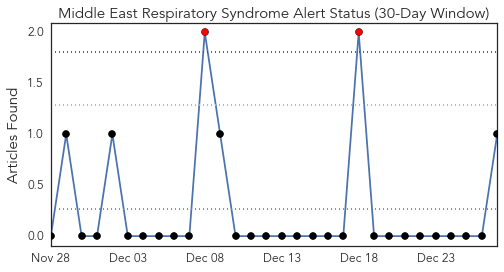 Middle East Respiratory Syndrome Alert Status (30-Day Window)
Articles Found
2.0
1.5
1.0
0.5
0.0
Nov 28 Dec 03 Dec 08 Dec 13 Dec 18 Dec 23